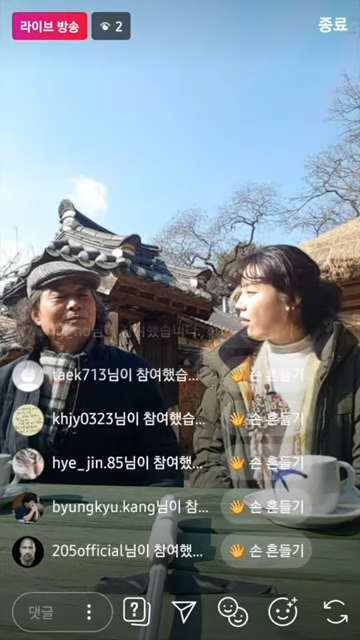 라이브 방송
2
종료
taek713님이 참여했습...
손 흔들기
khjy0323님이 참여했습...
손 흔들기
hye_jin.85님이 참여했...
손 흔들기
byungkyu.kang님이 참...
손 흔들기
205official님이 참여했...
손 흔들기
댓글